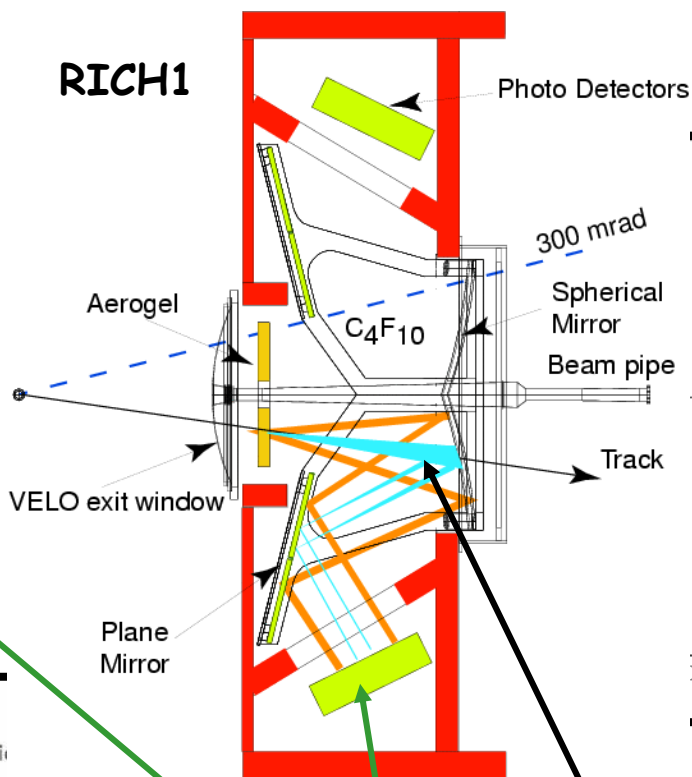 RICH1
Photo Detectors
300 mrad
Aerogel
C4F10
Spherical
Mirror
Beam pipe
Track
VELO exit window
Plane
Mirror